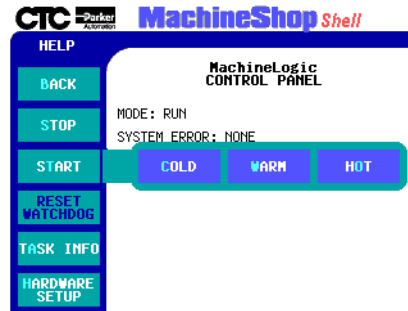 CTC Parker
Automation
MachineShop Shell
HELP
MachineLogic
CONTROL PANEL
BACK
MODE: RUN
STOP
SYSTEM ERROR: NONE
START
COLD
WARM
HOT
RESET
WATCHDOG
TASK INFO
HARDWARE
SETUP